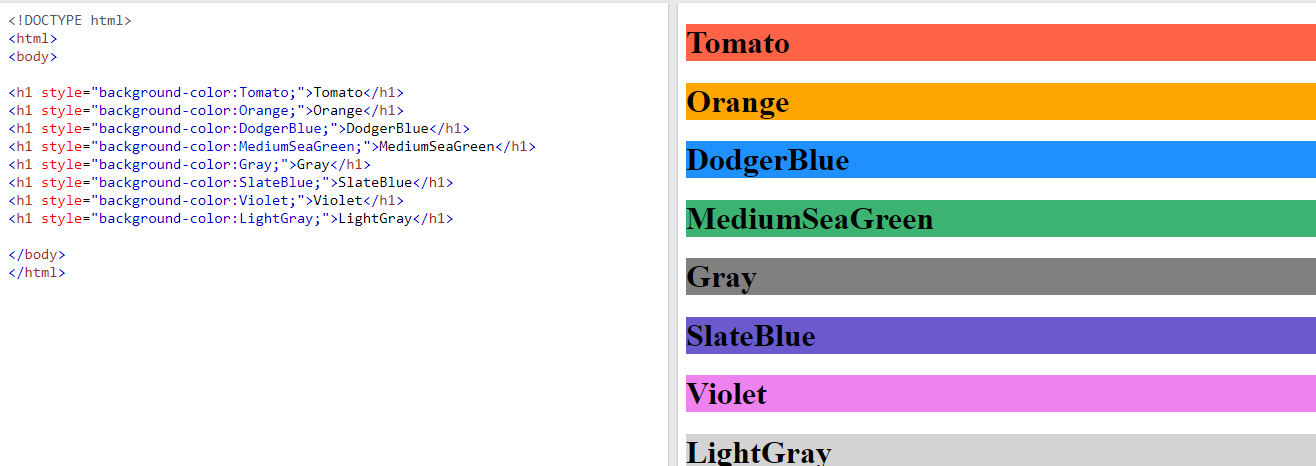 <!DOCTYPE html>
<html>
<body>
<h1 style="background-color:Tomato;">Tomato</h1>
<h1 style="background-color:Orange;">Orange</h1>
<h1 style="background-color:DodgerBlue;">DodgerBlue</h1>
<h1 style="background-color:MediumSeaGreen;">MediumSeaGreen</h1>
<h1 style="background-color:Gray;">Gray</h1>
<h1 style="background-color:SlateBlue;">SlateBlue</h1>
<h1 style="background-color:Violet;">Violet</h1>
<h1 style="background-color:LightGray;">LightGray</h1>
</body>
</html>
Tomato
Orange
DodgerBlue
MediumSeaGreen
Gray
SlateBlue
Violet
LightGray